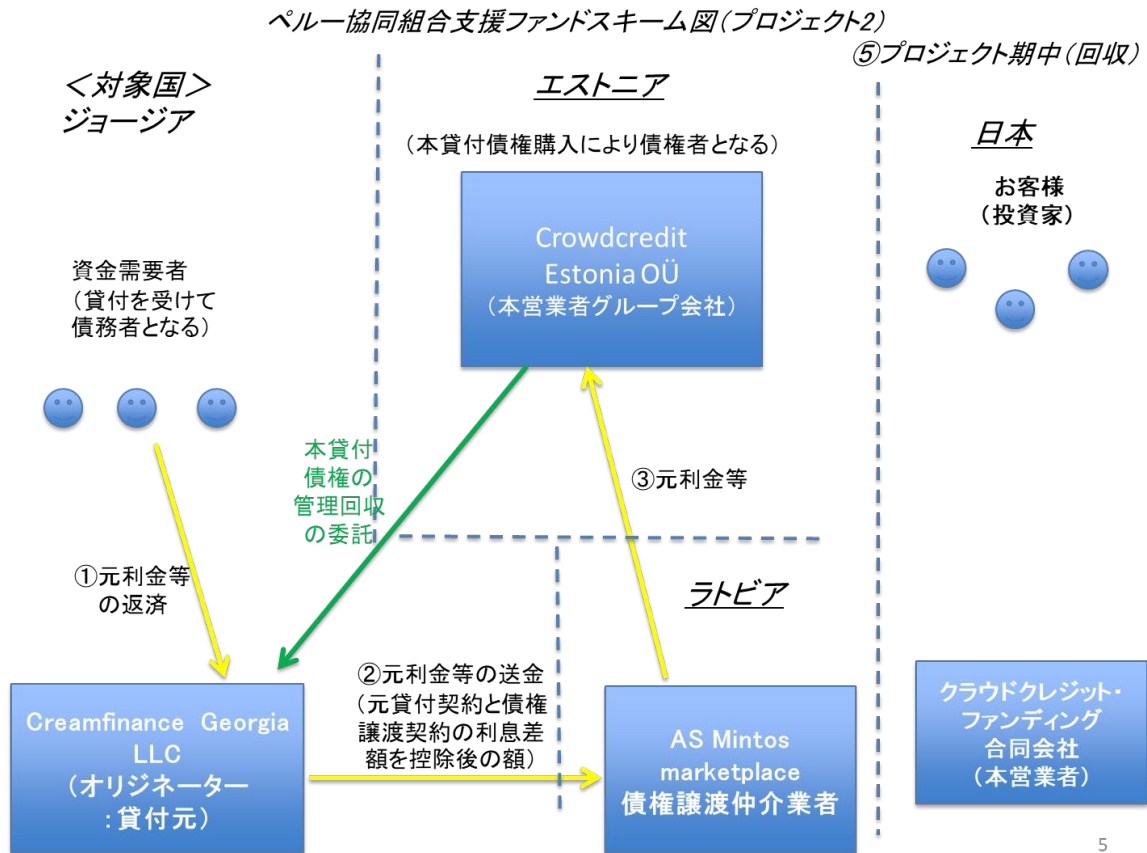 ペルー協同組合支援ファンドスキーム図(プロジェクト2)
⑤プロジェクト期中(回収)
<対象国>
ジョージア
エストニア
日本
(本貸付債権購入により債権者となる)
お客様
(投資家)
Crowdcredit
Estonia OÜ
(本営業者グループ会社)
資金需要者
(貸付を受けて
債務者となる)
本貸付
債権の
管理回収
の委託
③元利金等
①元利金等
の返済
ラトビア
②元利金等の送金
(元貸付契約と債権
譲渡契約の利息差
額を控除後の額)
Creamfinance Georgia
LLC
(オリジネーター
:貸付元)
AS Mintos
marketplace
債権譲渡仲介業者
クラウドクレジット・
ファンディング
合同会社
(本営業者)
5